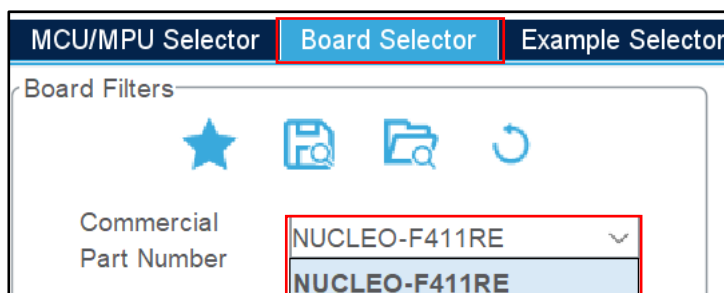 MCU/MPU Selector Board Selector Example Selector
Board Filters
Commercial
Part Number
NUCLEO-F411RE
NUCLEO-F411RE